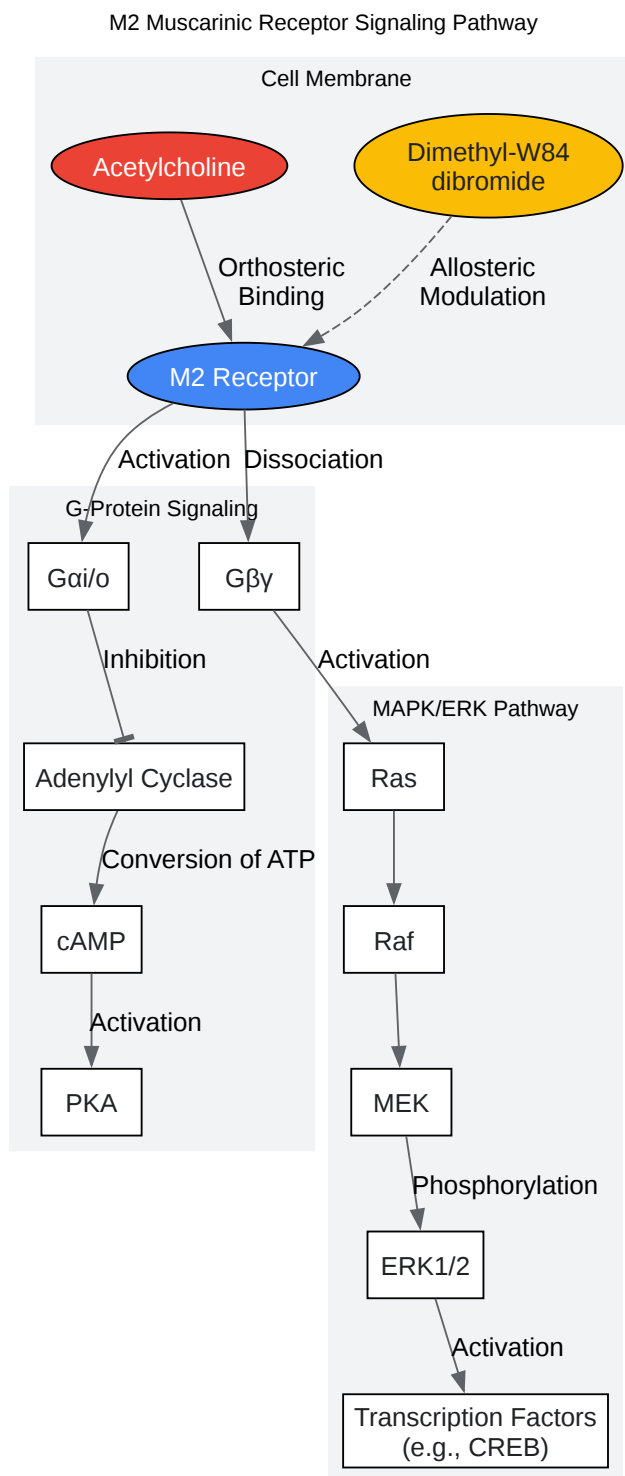 M2 Muscarinic Receptor Signaling Pathway
Cell Membrane
Acetylcholine
Dimethyl-W84
dibromide
Orthosteric
Binding
Allosteric
Modulation
M2 Receptor
Activation
Dissociation
G-Protein Signaling
Gαi/o
Gβγ
Inhibition
Activation
MAPK/ERK Pathway
Adenylyl Cyclase
Ras
Conversion of ATP
cAMP
Raf
Activation
PKA
MEK
Phosphorylation
ERK1/2
Activation
Transcription Factors
(e.g., CREB)